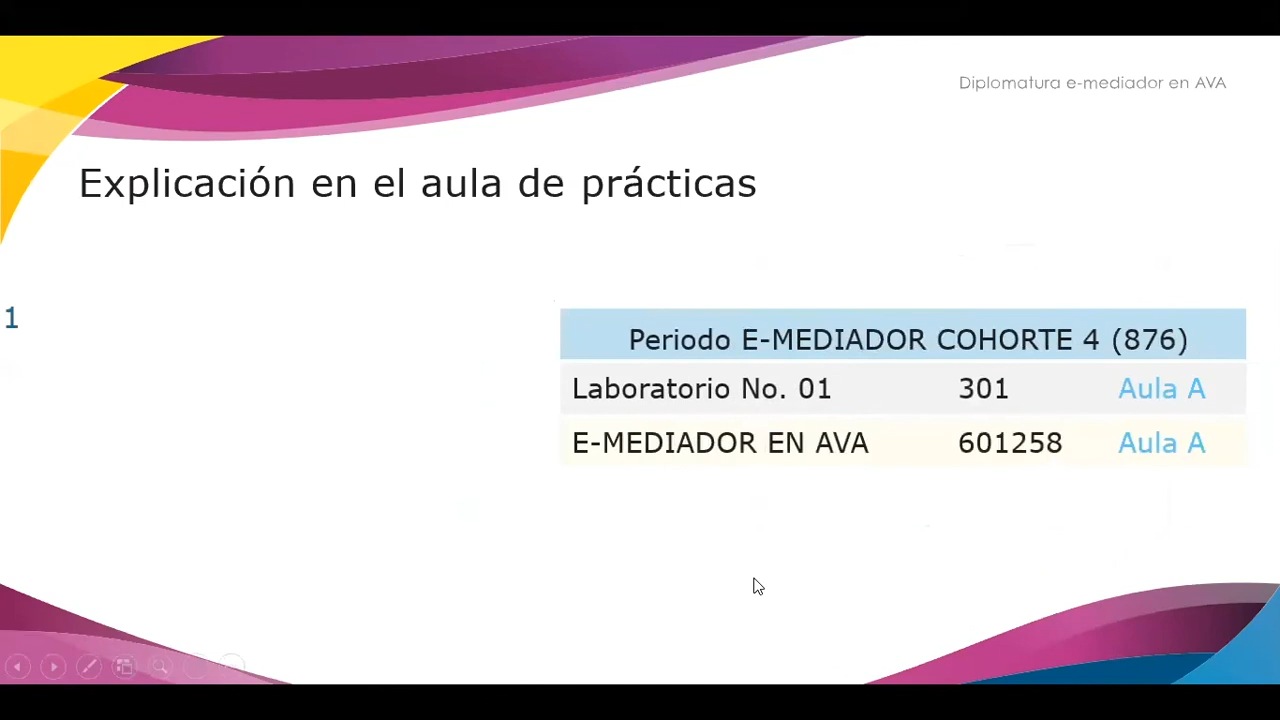 Diplomatura e-mediador en AVA
Explicación en el aula de prácticas
1
Periodo E-MEDIADOR COHORTE 4 (876)
Laboratorio No. 01 301 Aula A
E-MEDIADOR EN AVA 601258 Aula A